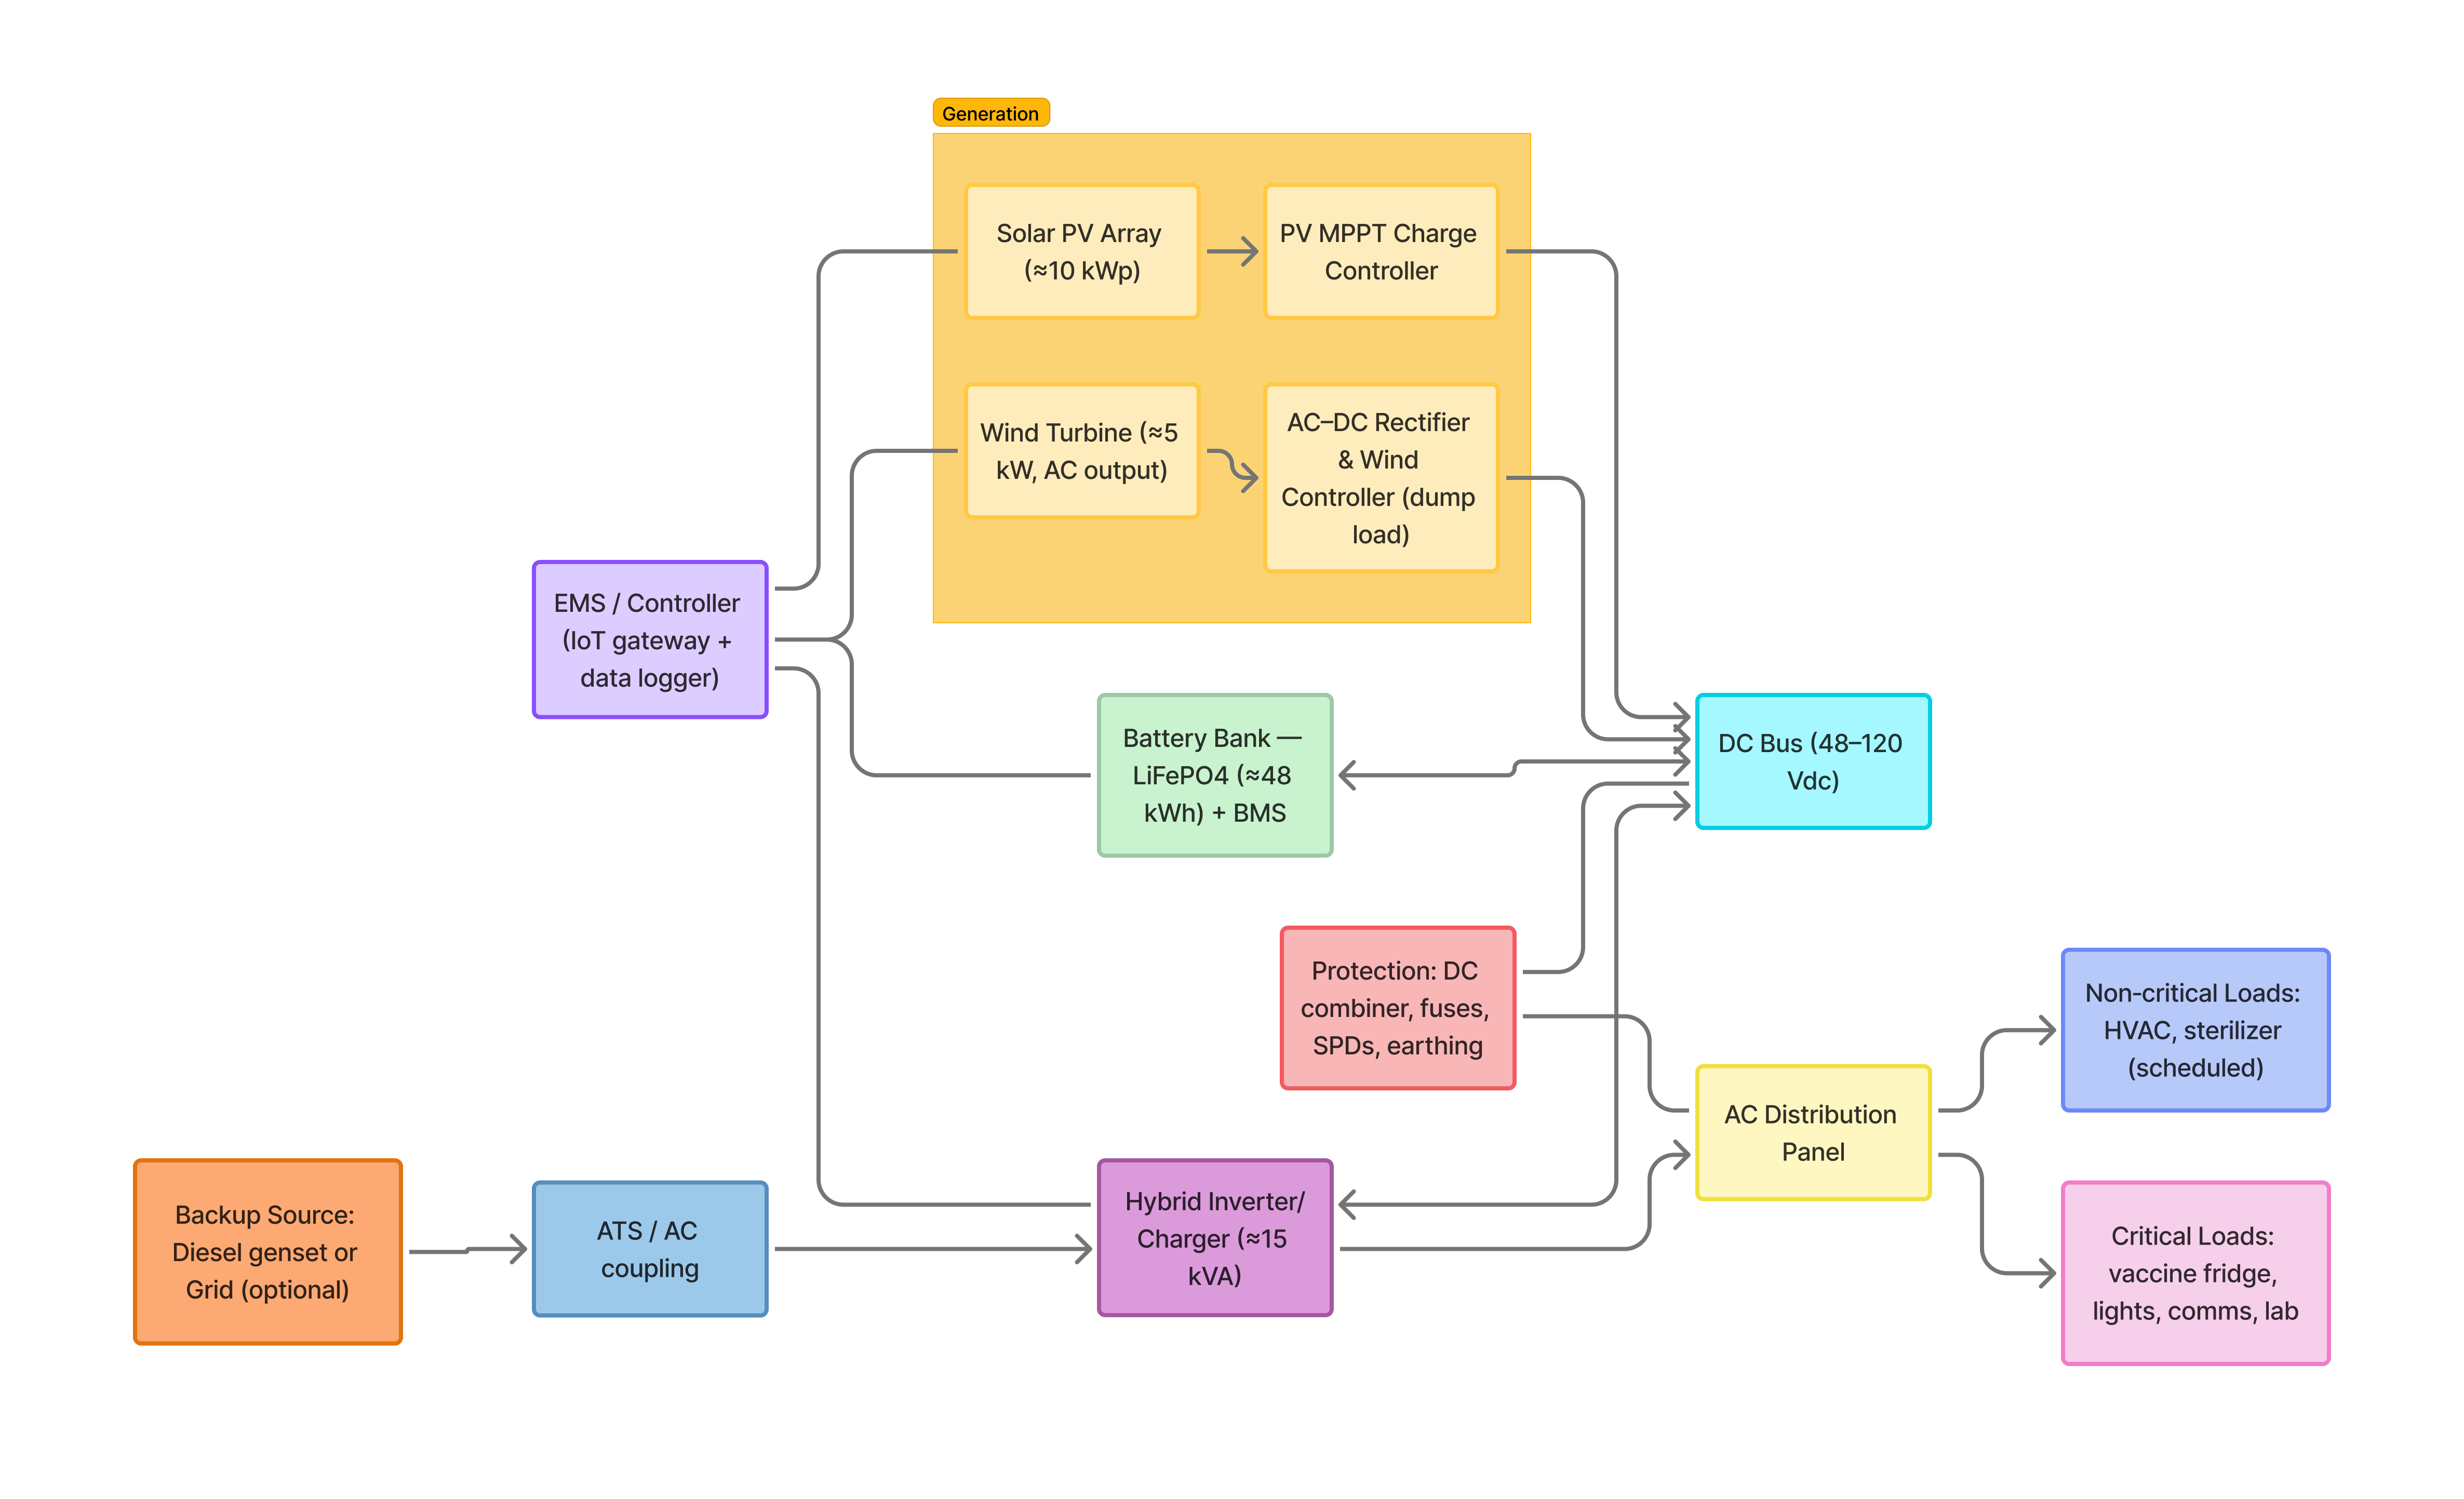 Generation
Solar PV Array
(≈10 kWp)
PV MPPT Charge
Controller
Wind Turbine (≈5
kW, AC output)
AC–DC Rectifier
& Wind
Controller (dump
load)
EMS / Controller
(IoT gateway +
data logger)
Battery Bank —
LiFePO4 (≈48
kWh) + BMS
DC Bus (48–120
Vdc)
Protection: DC
combiner, fuses,
SPDs, earthing
Non-critical Loads:
HVAC, sterilizer
(scheduled)
AC Distribution
Panel
Backup Source:
Diesel genset or
Grid (optional)
ATS / AC
coupling
Hybrid Inverter/
Charger (≈15
kVA)
Critical Loads:
vaccine fridge,
lights, comms, lab